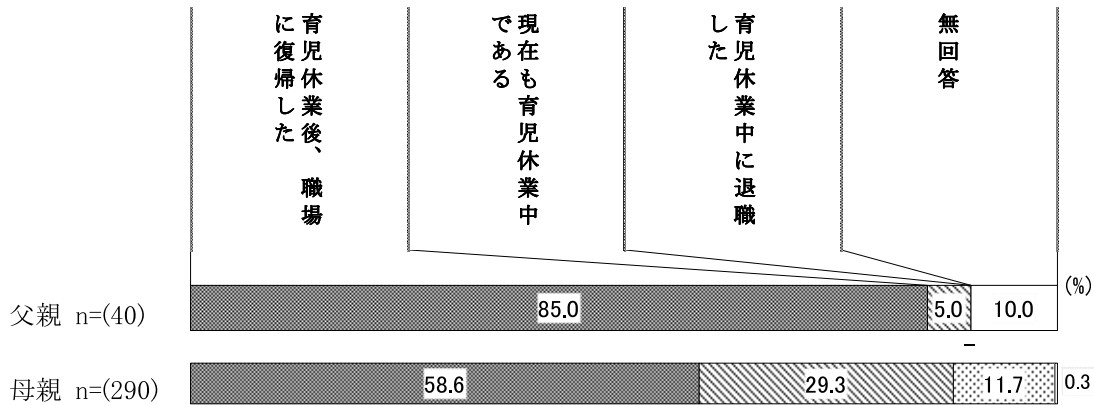 育児休業後、職場
に復帰した
現在も育児休業中
である
育児休業中に退職
した
無回答
(%)
父親 n=(40)
85.0
5.0
10.0
−
母親 n=(290)
58.6
29.3
11.7
0.3